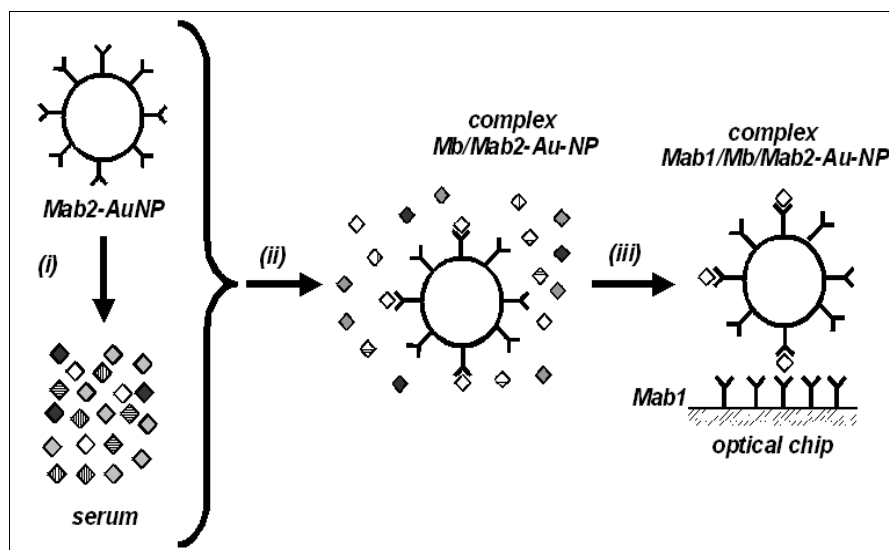 Mab2-AuNP
(i)
serum
(ii)
complex
Mb/Mab2-Au-NP
(iii)
complex
Mab1/Mb/Mab2-Au-NP
Mab1
optical chip